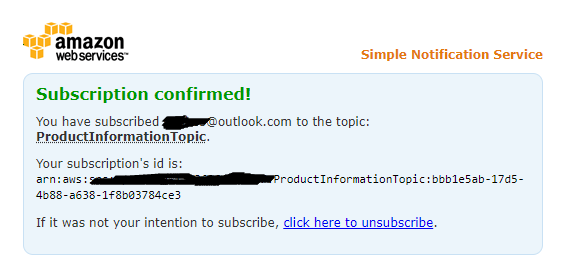 amazon
webservices™
Simple Notification Service
Subscription confirmed!
You have subscribed @outlook.com to the topic:
ProductInformationTopic.
Your subscription's id is:
arn:aws: ProductInformationTopic:bbb1e5ab-17d5-
4b88-a638-1f8b03784ce3
If it was not your intention to subscribe, click here to unsubscribe.